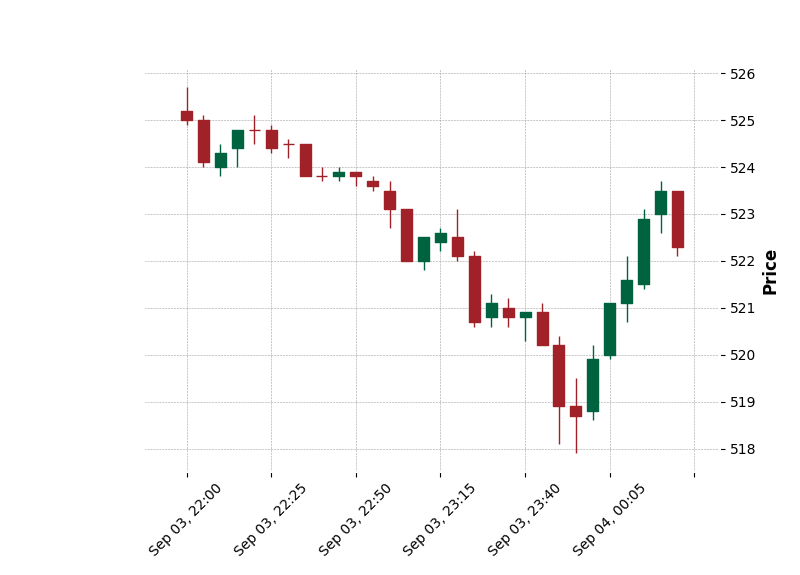 526
525
524
523
522
521
520
519
518
Price
Sep 03, 22:00
Sep 03, 22:25
Sep 03, 22:50
Sep 03, 23:15
Sep 03, 23:40
Sep 04, 00:05